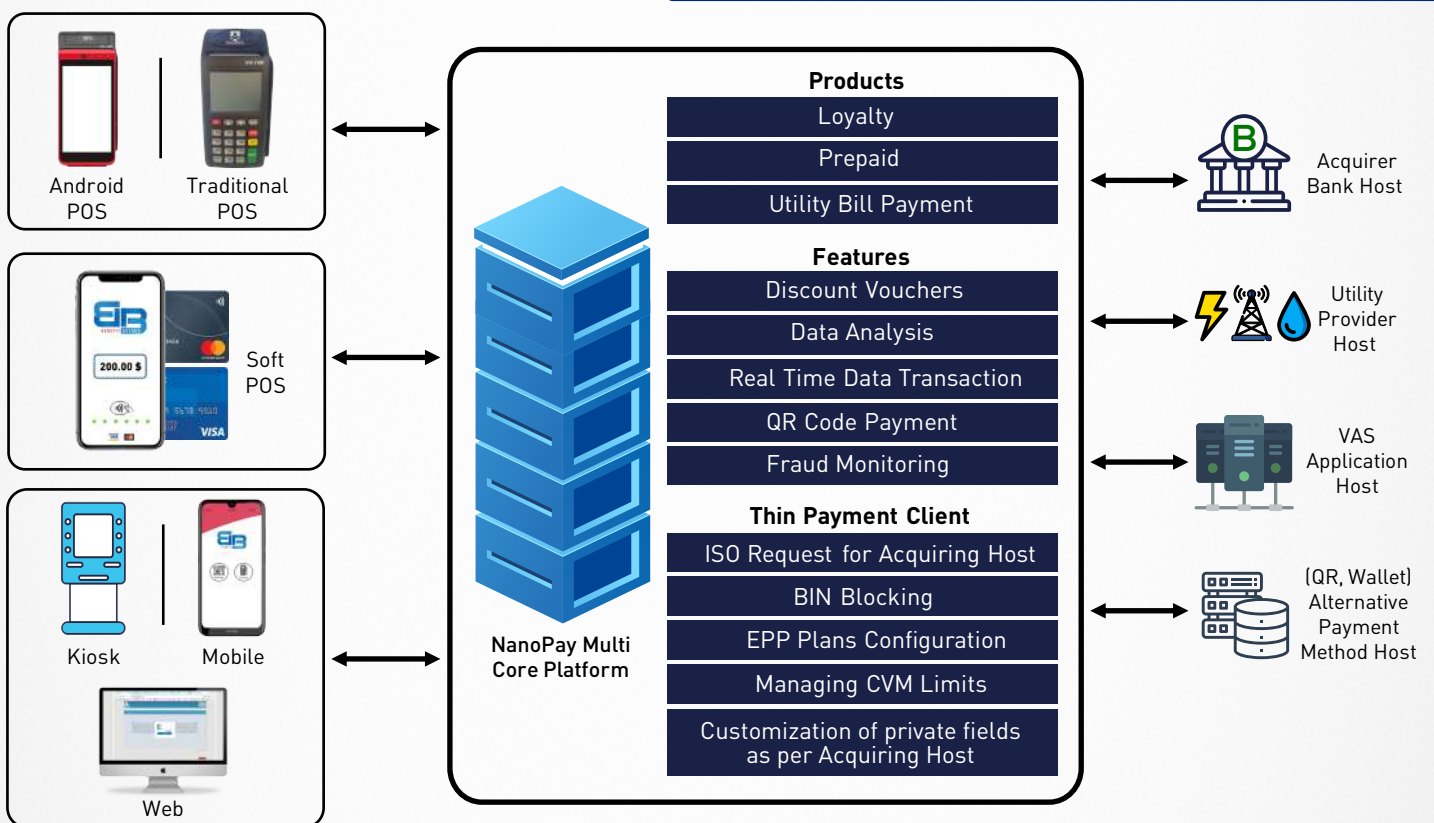 Android
POS
Traditional
POS
200.00 $
VISA
Soft
POS
Kiosk
Mobile
Web
NanoPay Multi
Core Platform
Products
Loyalty
Prepaid
Utility Bill Payment
Features
Discount Vouchers
Data Analysis
Real Time Data Transaction
QR Code Payment
Fraud Monitoring
Thin Payment Client
ISO Request for Acquiring Host
BIN Blocking
EPP Plans Configuration
Managing CVM Limits
Customization of private fields
as per Acquiring Host
B
Acquirer
Bank Host
Utility
Provider
Host
VAS
Application
Host
(QR, Wallet)
Alternative
Payment
Method Host